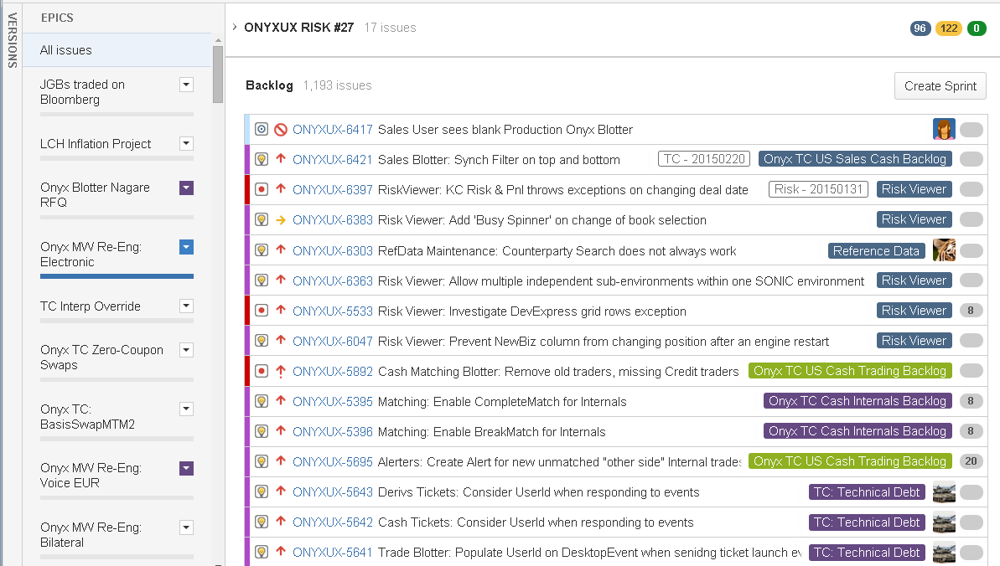 VERSIONS
EPICS
All issues
JGBs traded on
Bloomberg
LCH Inflation Project
Onyx Blotter Nagare
RFQ
Onyx MW Re-Eng:
Electronic
TC Interp Override
Onyx TC Zero-Coupon
Swaps
Onyx TC:
BasisSwapMTM2
Onyx MW Re-Eng:
Voice EUR
Onyx MW Re-Eng:
Bilateral
ONYXUX RISK #27 17 issues 96 122 0
Backlog 1,193 issues Create Sprint
ONYXUX-6417 Sales User sees blank Production Onyx Blotter
ONYXUX-6421 Sales Blotter: Synch Filter on top and bottom TC - 20150220 Onyx TC US Sales Cash Backlog
ONYXUX-6397 RiskViewer: KC Risk & Pnl throws exceptions on changing deal date Risk - 20150131 Risk Viewer
ONYXUX-6383 Risk Viewer: Add 'Busy Spinner' on change of book selection Risk Viewer
ONYXUX-6303 RefData Maintenance: Counterparty Search does not always work Reference Data
ONYXUX-6363 Risk Viewer: Allow multiple independent sub-environments within one SONIC environment Risk Viewer
ONYXUX-5533 Risk Viewer: Investigate DevExpress grid rows exception Risk Viewer 8
ONYXUX-6047 Risk Viewer: Prevent NewBiz column from changing position after an engine restart Risk Viewer
ONYXUX-5892 Cash Matching Blotter: Remove old traders, missing Credit traders Onyx TC US Cash Trading Backlog
ONYXUX-5395 Matching: Enable CompleteMatch for Internals Onyx TC Cash Internals Backlog 8
ONYXUX-5396 Matching: Enable BreakMatch for Internals Onyx TC Cash Internals Backlog 8
ONYXUX-5695 Alerters: Create Alert for new unmatched "other side" Internal trades Onyx TC US Cash Trading Backlog 20
ONYXUX-5643 Derivs Tickets: Consider UserId when responding to events TC: Technical Debt
ONYXUX-5642 Cash Tickets: Consider UserId when responding to events TC: Technical Debt
ONYXUX-5641 Trade Blotter: Populate UserId on DesktopEvent when senidng ticket launch ev TC: Technical Debt